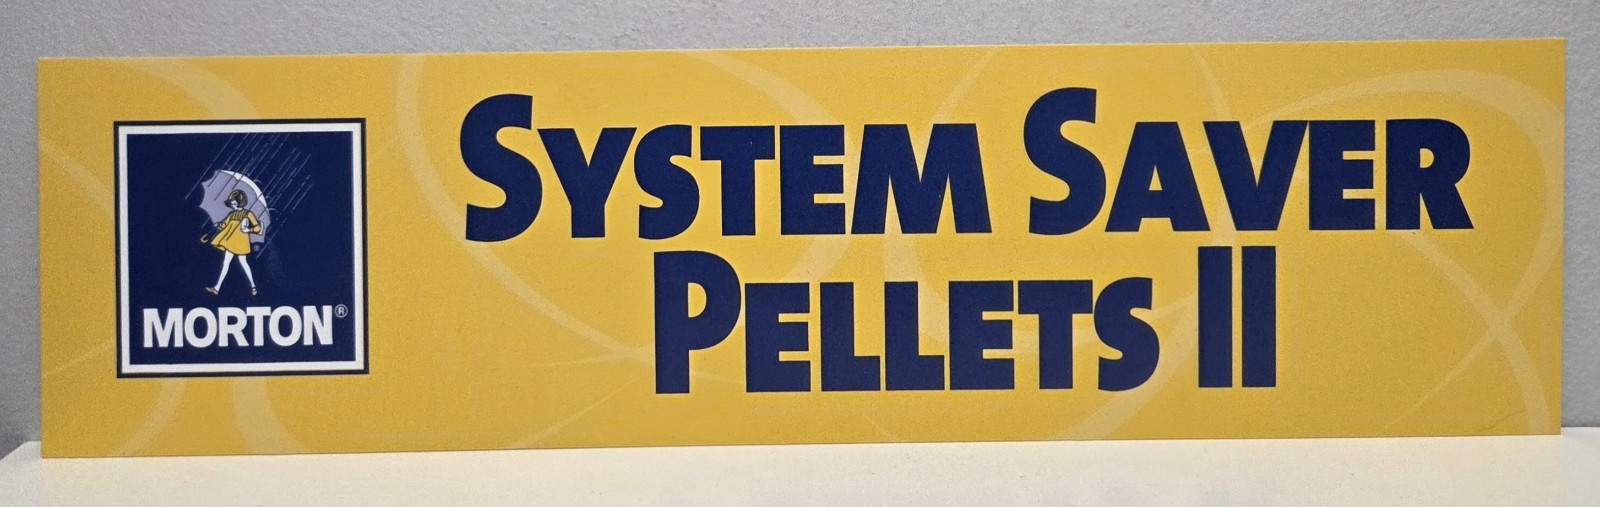 MORTON®
SYSTEM SAVER
PELLETS II